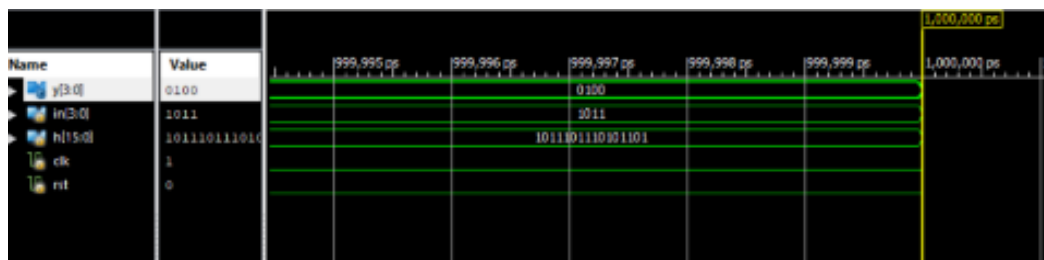 1,000,000 ps
Name Value 999,995 ps 999,996 ps 999,997 ps 999,998 ps 999,999 ps 1,000,000 ps
y[3:0] 0100 0100
in[3:0] 1011 1011
h[15:0] 101110111010 1011101110101101
clk 1
rst 0